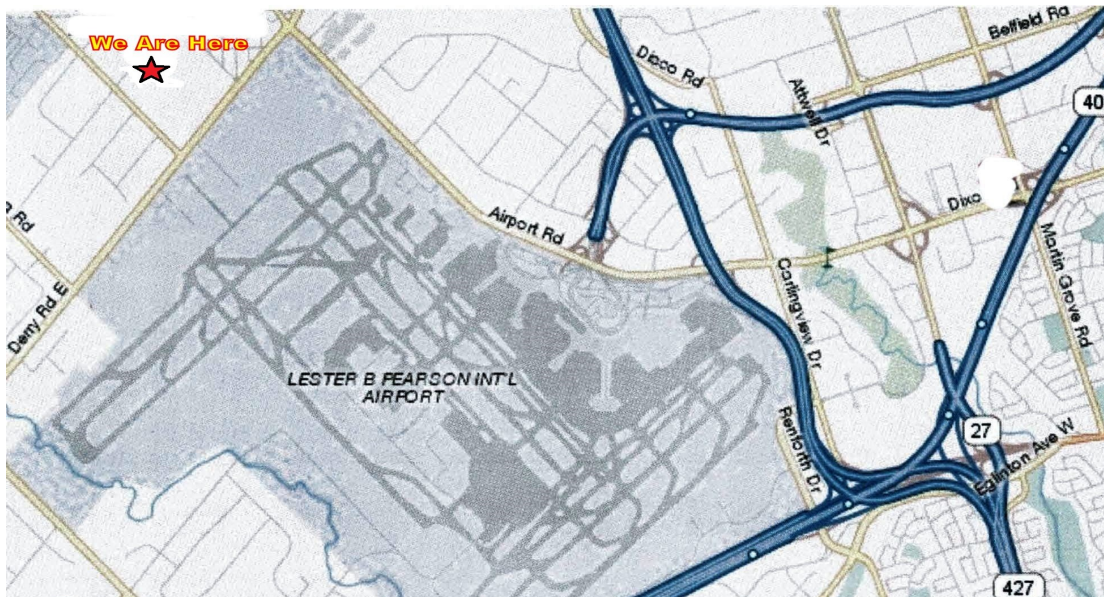 We Are Here
Belfield Rd
Disco Rd
Attwell Dr
40
Dixo
Airport Rd
Martin Grove Rd
Rd
Derry Rd E
Carlingview Dr
LESTER B PEARSON INT'L
AIRPORT
Renforth Dr
27
Eglinton Ave W
427